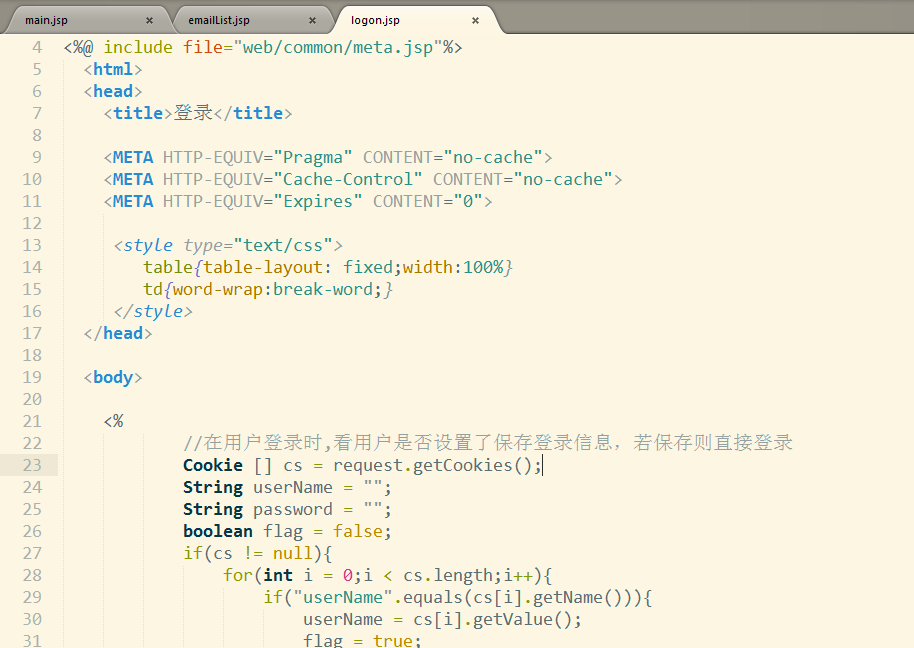 main.jsp × emailList.jsp × logon.jsp ×
4 <%@ include file="web/common/meta.jsp"%>
5 <html>
6 <head>
7 <title>登录</title>
8
9 <META HTTP-EQUIV="Pragma" CONTENT="no-cache">
10 <META HTTP-EQUIV="Cache-Control" CONTENT="no-cache">
11 <META HTTP-EQUIV="Expires" CONTENT="0">
12
13 <style type="text/css">
14 table{table-layout: fixed;width:100%}
15 td{word-wrap:break-word;}
16 </style>
17 </head>
18
19 <body>
20
21 <%
22 //在用户登录时,看用户是否设置了保存登录信息，若保存则直接登录
23 Cookie [] cs = request.getCookies();
24 String userName = "";
25 String password = "";
26 boolean flag = false;
27 if(cs != null){
28 for(int i = 0;i < cs.length;i++){
29 if("userName".equals(cs[i].getName())){
30 userName = cs[i].getValue();
31 flag = true;